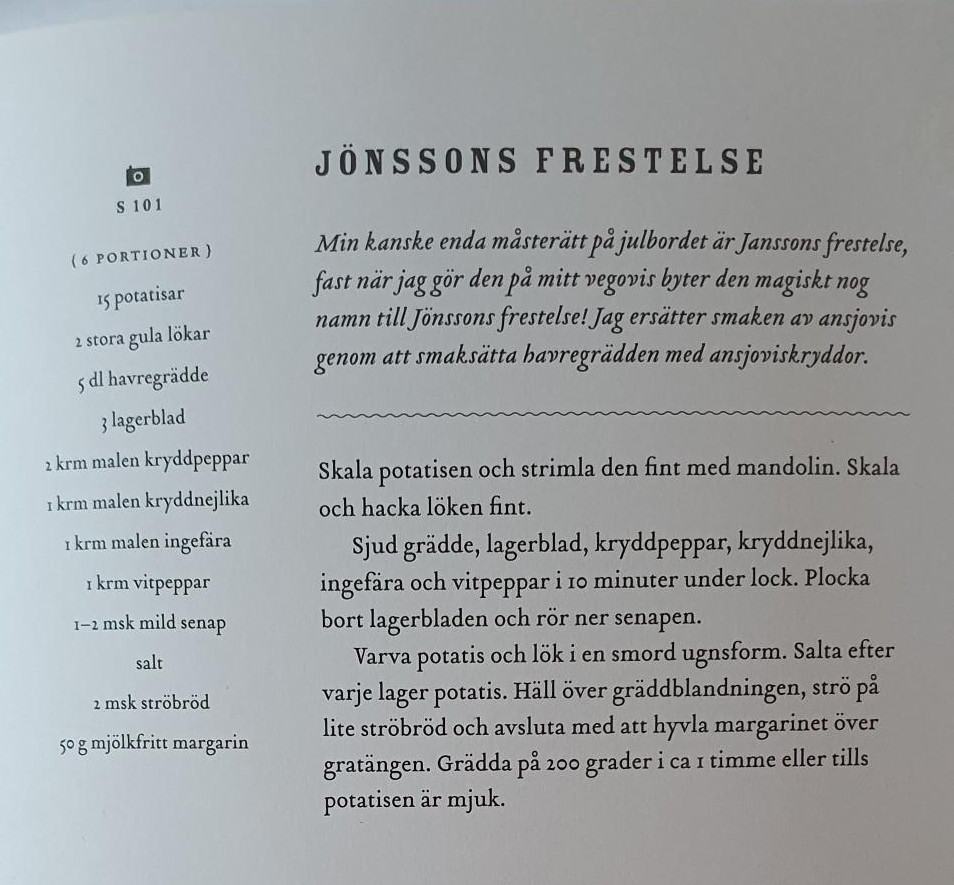 S 101
(6 PORTIONER)
15 potatisar
2 stora gula lökar
5 dl havregrädde
3 lagerblad
2 krm malen kryddpeppar
1 krm malen kryddnejlika
1 krm malen ingefära
1 krm vitpeppar
1–2 msk mild senap
salt
2 msk ströbröd
50 g mjölkfritt margarin
JÖNSSONS FRESTELSE
Min kanske enda måsterätt på julbordet är Janssons frestelse,
fast när jag gör den på mitt vegovis byter den magiskt nog
namn till Jönssons frestelse! Jag ersätter smaken av ansjovis
genom att smaksätta havregrädden med ansjoviskryddor.
Skala potatisen och strimla den fint med mandolin. Skala
och hacka löken fint.
Sjud grädde, lagerblad, kryddpeppar, kryddnejlika,
ingefära och vitpeppar i 10 minuter under lock. Plocka
bort lagerbladen och rör ner senapen.
Varva potatis och lök i en smord ugnsform. Salta efter
varje lager potatis. Häll över gräddblandningen, strö på
lite ströbröd och avsluta med att hyvla margarinet över
gratängen. Grädda på 200 grader i ca 1 timme eller tills
potatisen är mjuk.